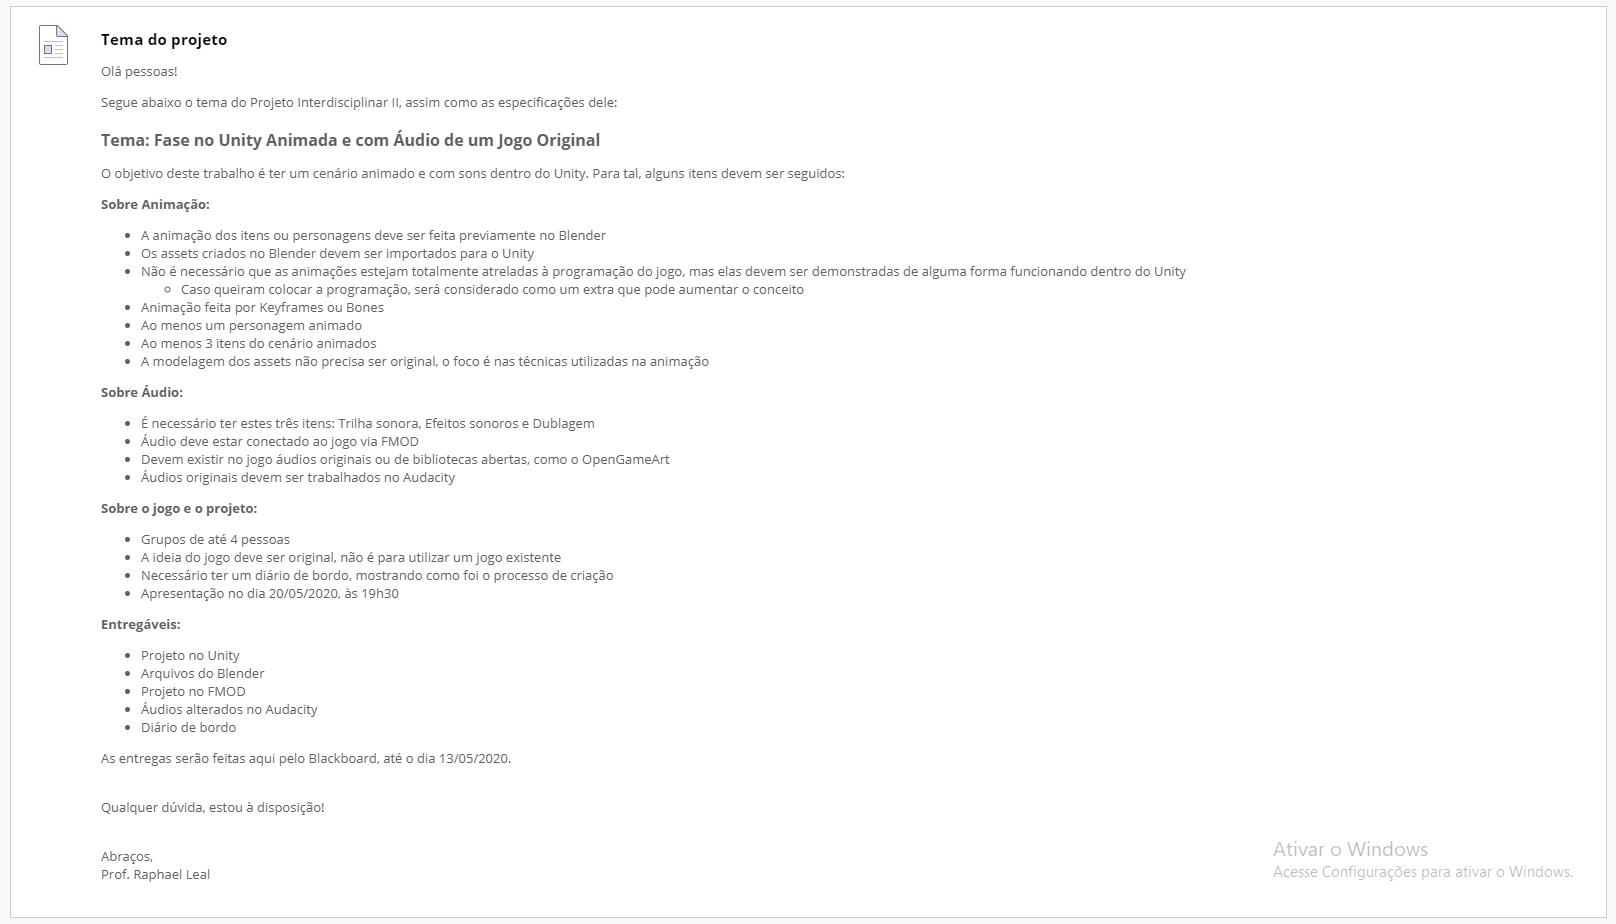 Tema do projeto
Olá pessoas!
Segue abaixo o tema do Projeto Interdisciplinar II, assim como as especificações dele:
Tema: Fase no Unity Animada e com Áudio de um Jogo Original
O objetivo deste trabalho é ter um cenário animado e com sons dentro do Unity. Para tal, alguns itens devem ser seguidos:
Sobre Animação:
A animação dos itens ou personagens deve ser feita previamente no Blender
Os assets criados no Blender devem ser importados para o Unity
Não é necessário que as animações estejam totalmente atreladas à programação do jogo, mas elas devem ser demonstradas de alguma forma funcionando dentro do Unity
Caso queiram colocar a programação, será considerado como um extra que pode aumentar o conceito
Animação feita por Keyframes ou Bones
Ao menos um personagem animado
Ao menos 3 itens do cenário animados
A modelagem dos assets não precisa ser original, o foco é nas técnicas utilizadas na animação
Sobre Áudio:
É necessário ter estes três itens: Trilha sonora, Efeitos sonoros e Dublagem
Áudio deve estar conectado ao jogo via FMOD
Devem existir no jogo áudios originais ou de bibliotecas abertas, como o OpenGameArt
Áudios originais devem ser trabalhados no Audacity
Sobre o jogo e o projeto:
Grupos de até 4 pessoas
A ideia do jogo deve ser original, não é para utilizar um jogo existente
Necessário ter um diário de bordo, mostrando como foi o processo de criação
Apresentação no dia 20/05/2020, às 19h30
Entregáveis:
Projeto no Unity
Arquivos do Blender
Projeto no FMOD
Áudios alterados no Audacity
Diário de bordo
As entregas serão feitas aqui pelo Blackboard, até o dia 13/05/2020.
Qualquer dúvida, estou à disposição!
Abraços,
Prof. Raphael Leal
Ativar o Windows
Acesse Configurações para ativar o Windows.